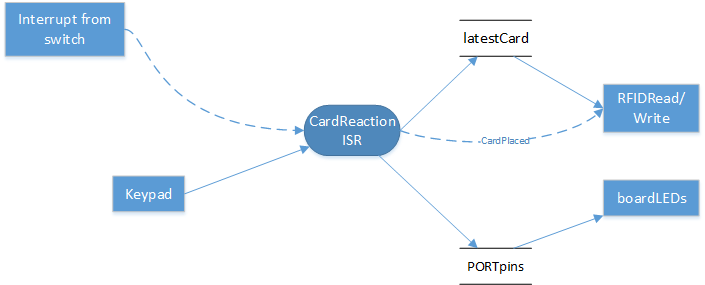 Interrupt from
switch
latestCard
CardReaction
ISR
-CardPlaced
RFIDRead/
Write
Keypad
boardLEDs
PORTpins